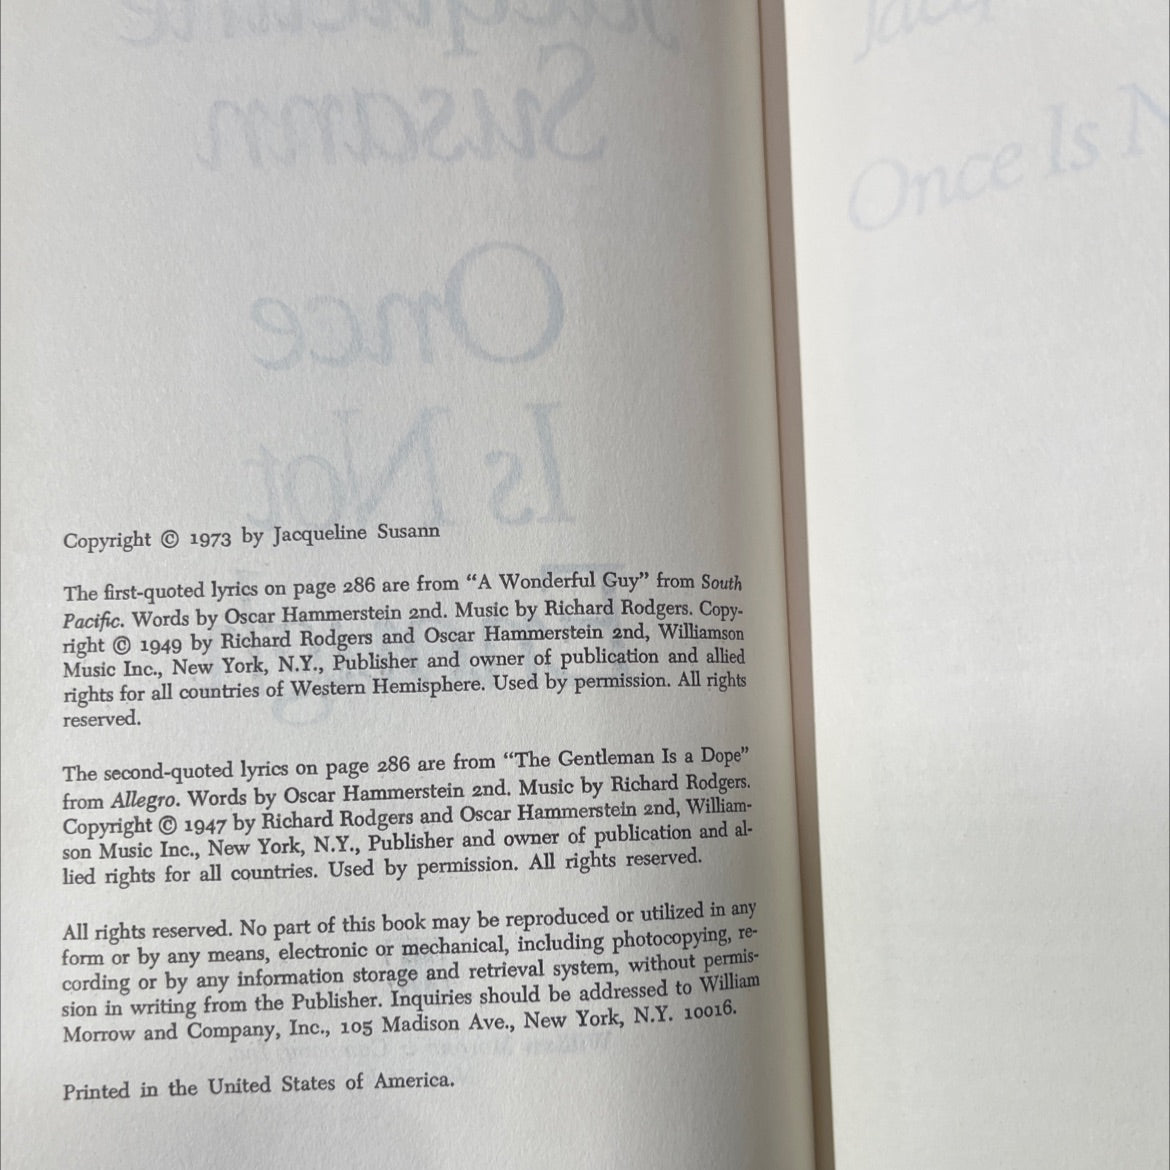 Jacqueline
Susann
Once
Is Not
Copyright © 1973 by Jacqueline Susann
The first-quoted lyrics on page 286 are from “A Wonderful Guy” from South
Pacific. Words by Oscar Hammerstein 2nd. Music by Richard Rodgers. Copy-
right © 1949 by Richard Rodgers and Oscar Hammerstein 2nd, Williamson
Music Inc., New York, N.Y., Publisher and owner of publication and allied
rights for all countries of Western Hemisphere. Used by permission. All rights
reserved.
The second-quoted lyrics on page 286 are from “The Gentleman Is a Dope”
from Allegro. Words by Oscar Hammerstein 2nd. Music by Richard Rodgers.
Copyright © 1947 by Richard Rodgers and Oscar Hammerstein 2nd, William-
son Music Inc., New York, N.Y., Publisher and owner of publication and al-
lied rights for all countries. Used by permission. All rights reserved.
All rights reserved. No part of this book may be reproduced or utilized in any
form or by any means, electronic or mechanical, including photocopying, re-
cording or by any information storage and retrieval system, without permis-
sion in writing from the Publisher. Inquiries should be addressed to William
Morrow and Company, Inc., 105 Madison Ave., New York, N.Y. 10016.
Printed in the United States of America.
Jacq
Once Is N